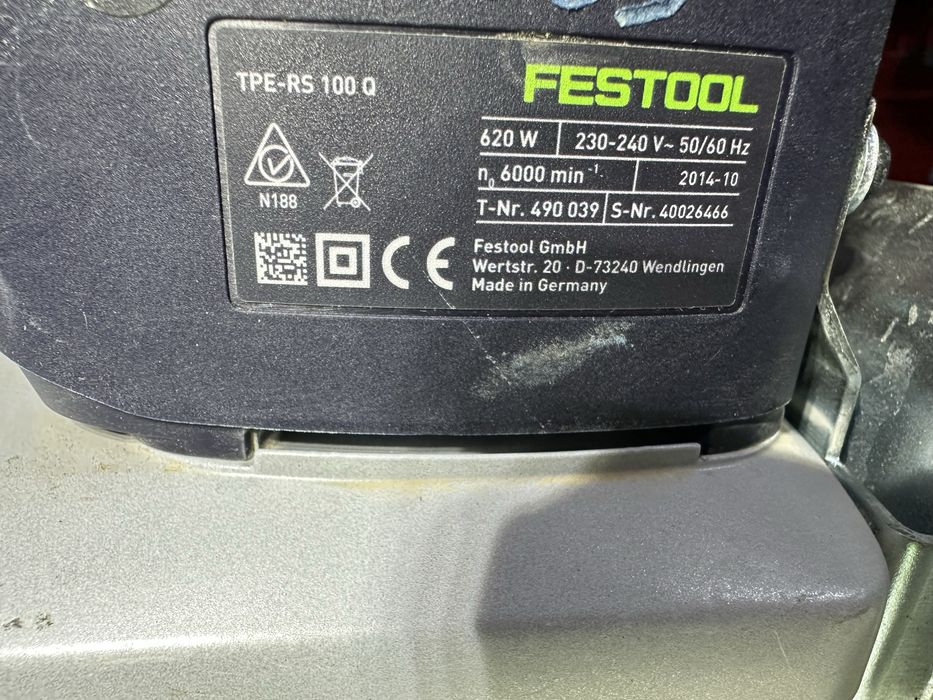 TPE-RS 100 Q
FESTOOL
620 W 230-240 V~ 50/60 Hz
n₀ 6000 min⁻¹ 2014-10
T-Nr. 490 039 S-Nr. 40026466
N188
CE
Festool GmbH
Wertstr. 20 · D-73240 Wendlingen
Made in Germany